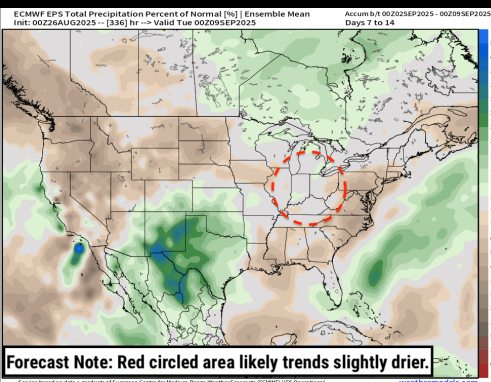 ECMWF EPS Total Precipitation Percent of Normal [%] | Ensemble Mean
Init: 00Z26AUG2025 -- [336] hr --> Valid Tue 00Z09SEP2025
Accum b/t 00Z02SEP2025 - 00Z09SEP2025
Days 7 to 14
Forecast Note: Red circled area likely trends slightly drier.